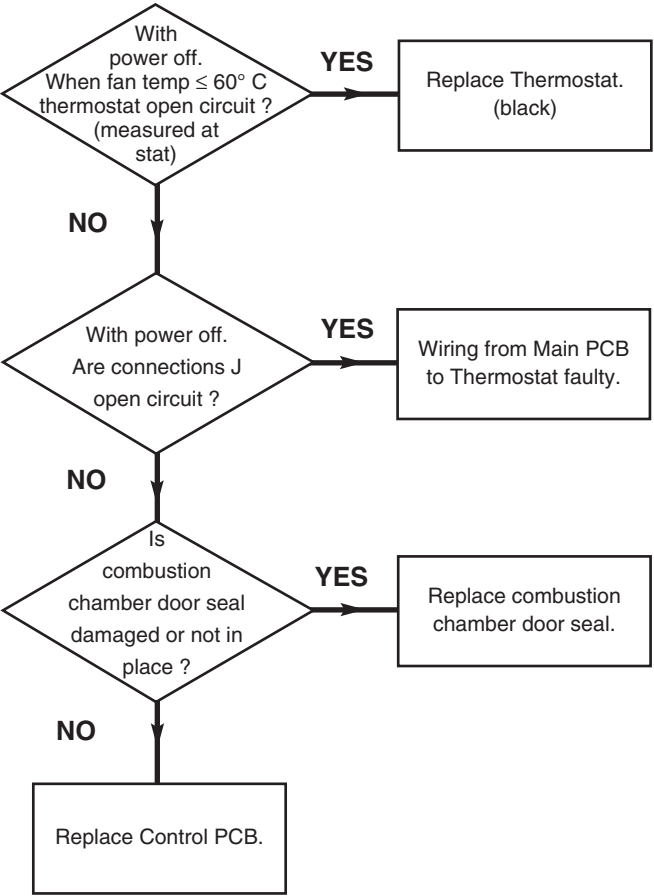 With
power off.
When fan temp ≤ 60° C
thermostat open circuit ?
(measured at
stat)
YES
Replace Thermostat.
(black)
NO
With power off.
Are connections J
open circuit ?
YES
Wiring from Main PCB
to Thermostat faulty.
NO
Is
combustion
chamber door seal
damaged or not in
place ?
YES
Replace combustion
chamber door seal.
NO
Replace Control PCB.